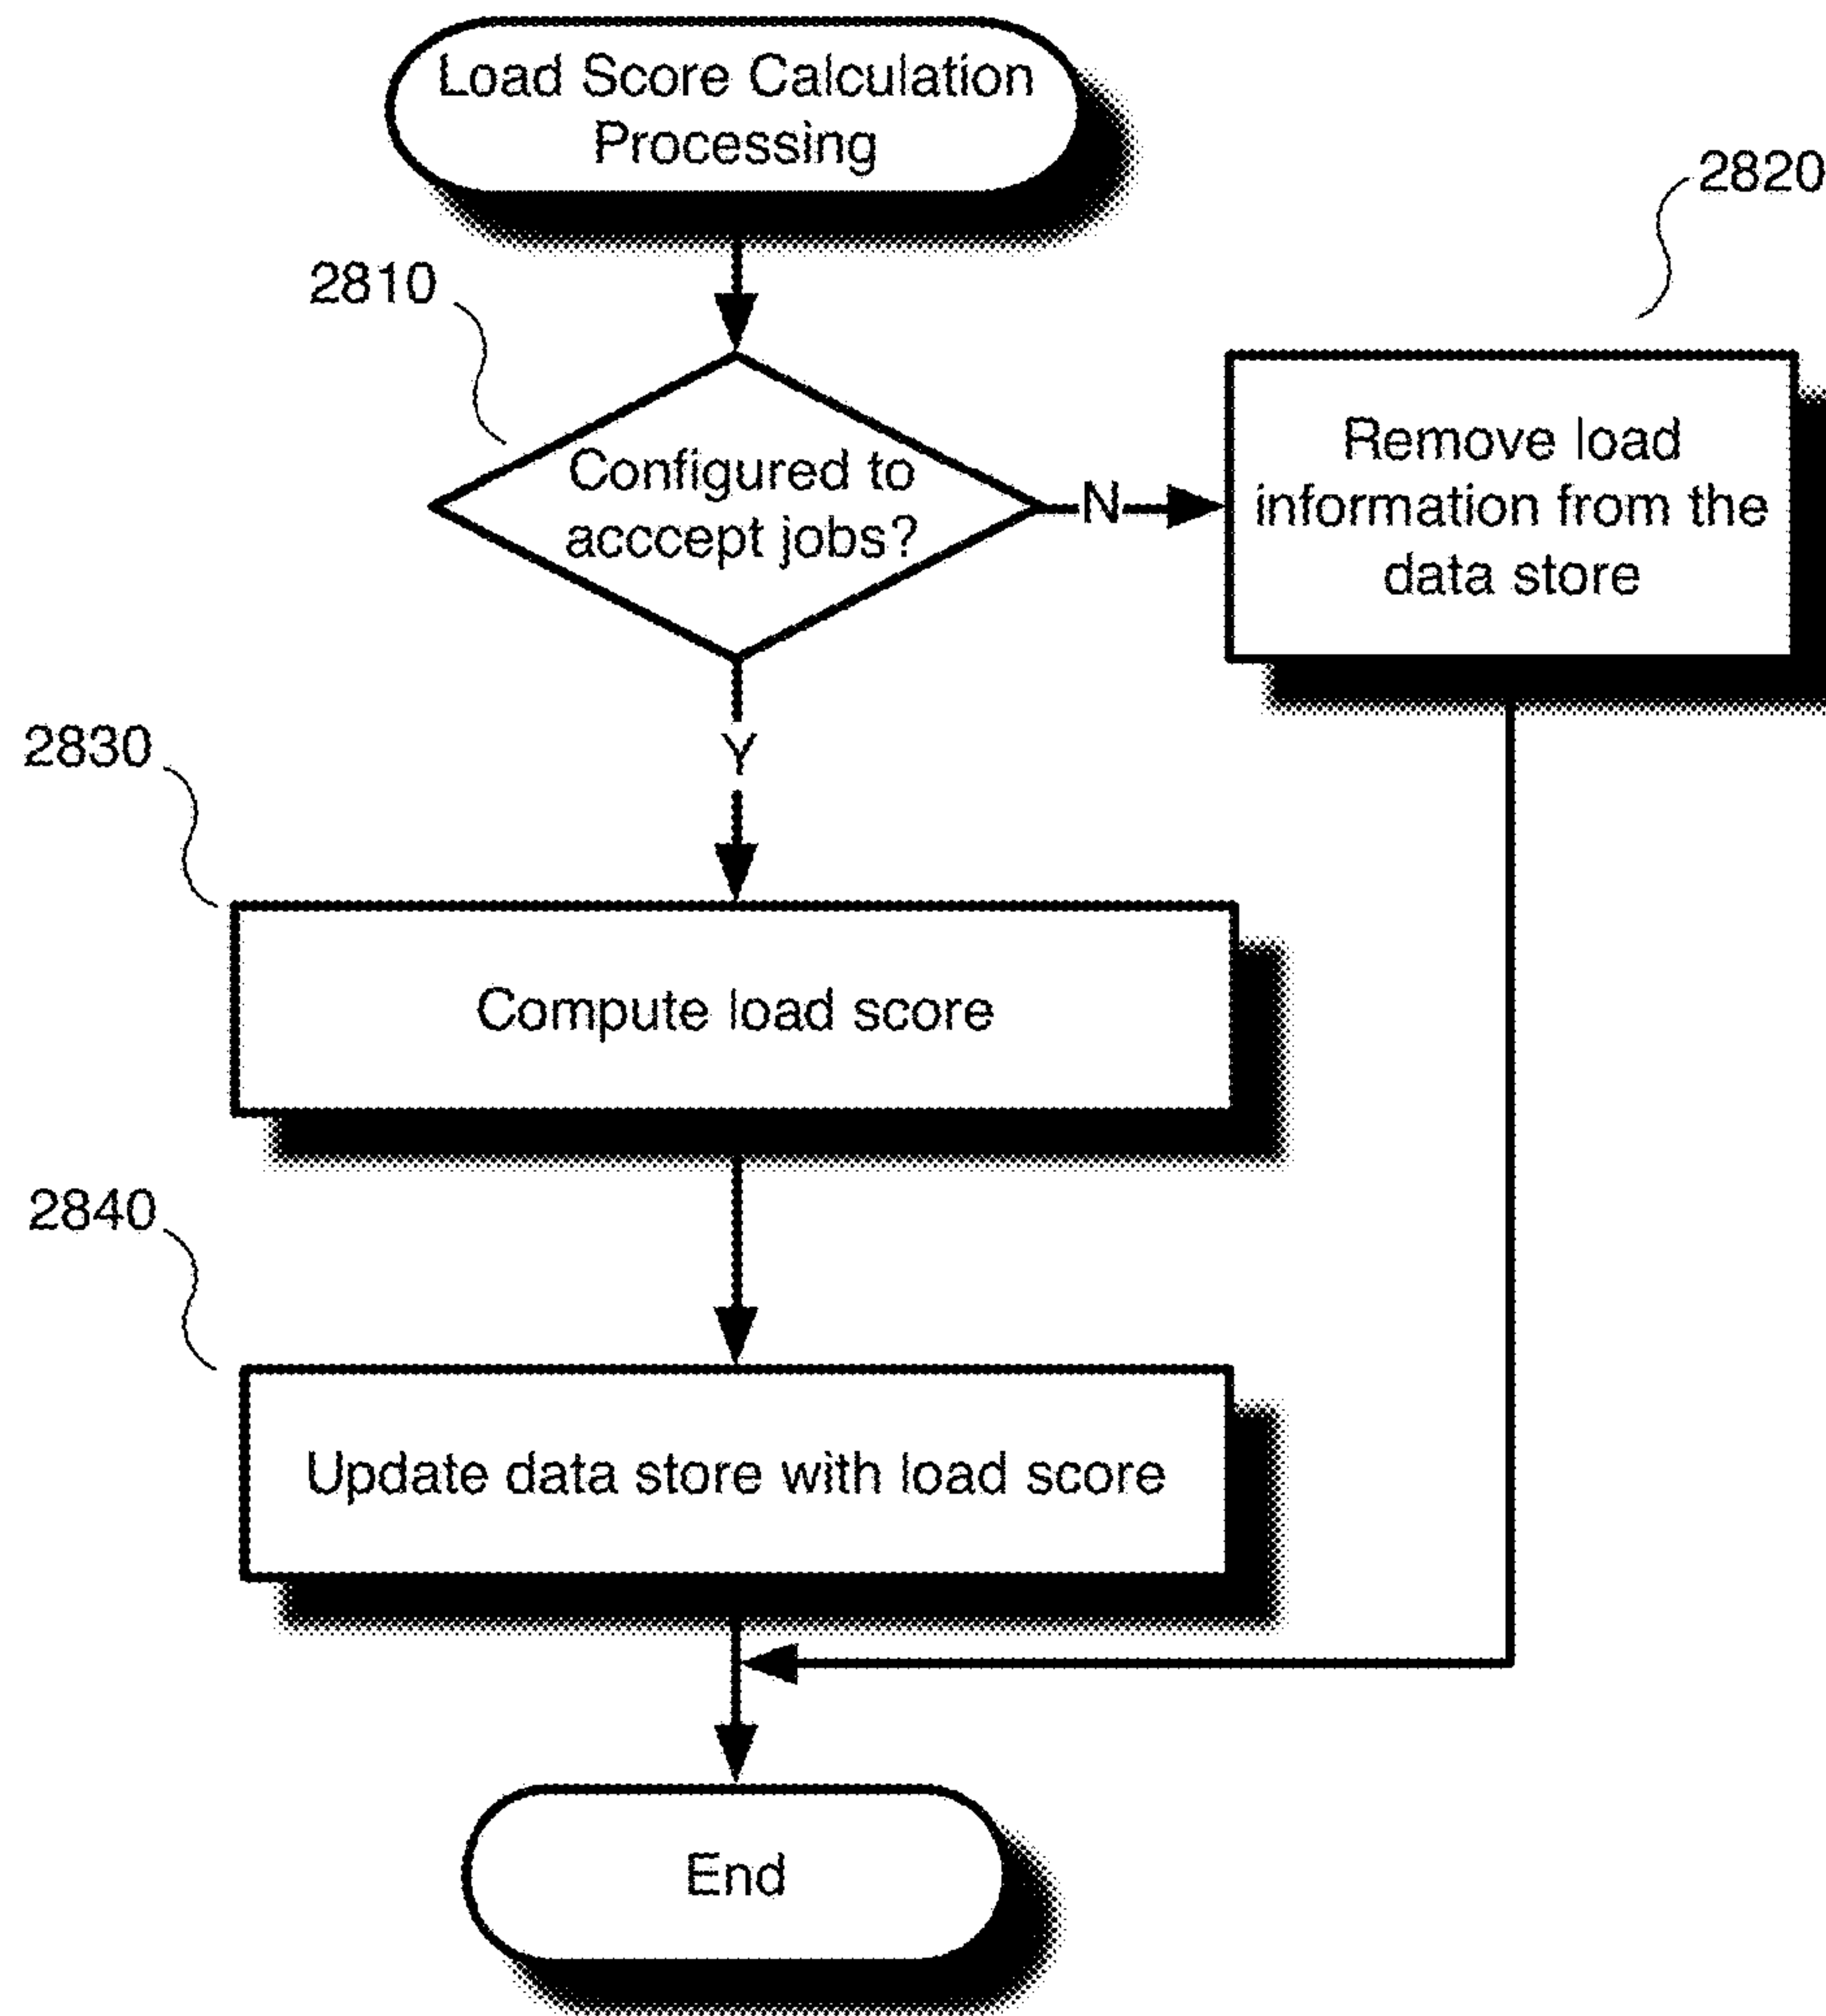 Load Score Calculation
Processing
2820
2810
Configured to
acccept jobs?
N
Remove load
information from the
data store
Y
2830
Compute load score
2840
Update data store with load score
End